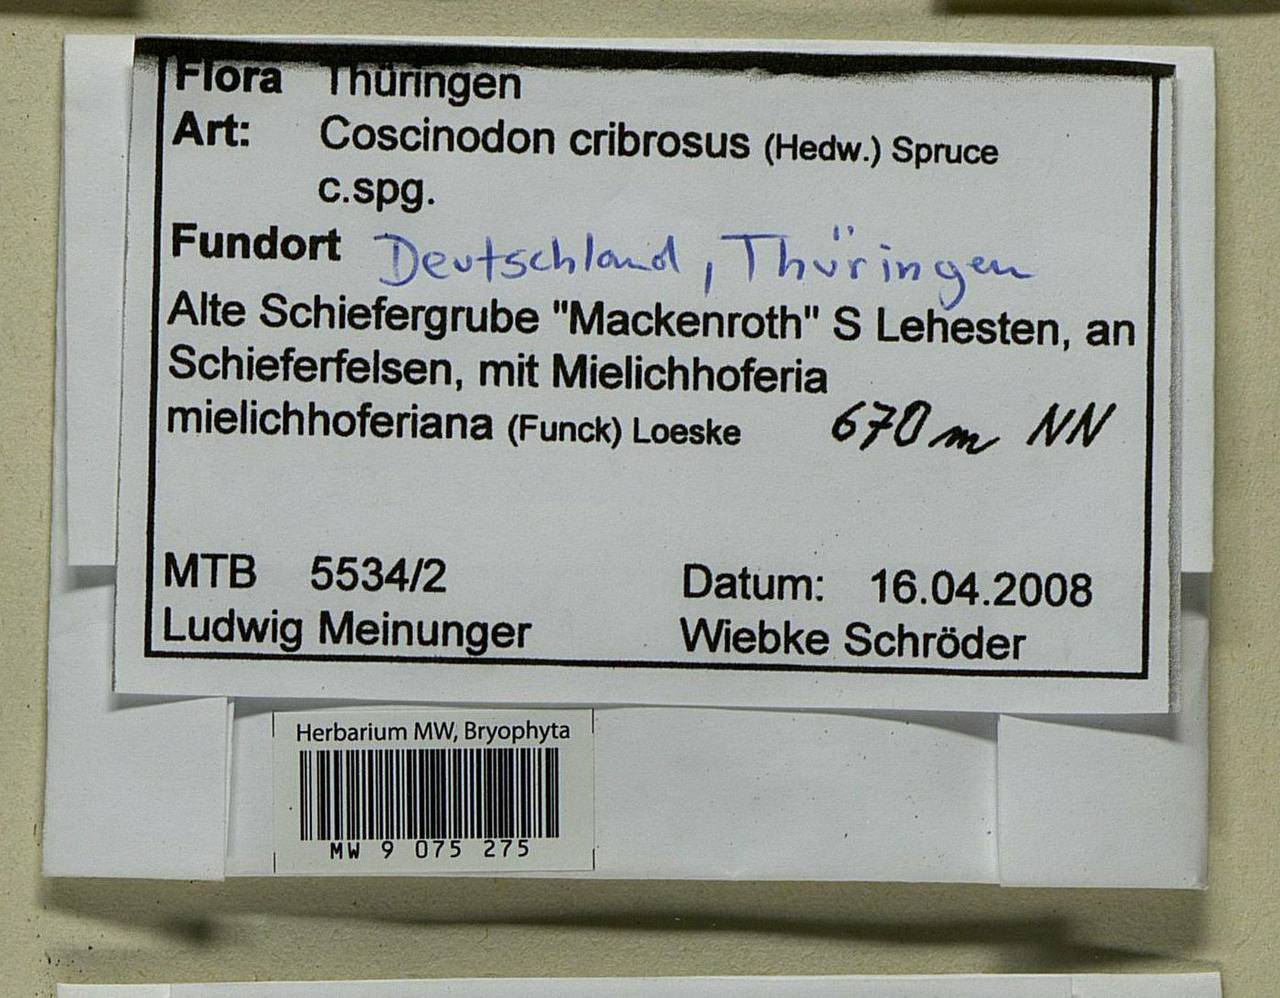 Flora Thüringen
Art: Coscinodon cribrosus (Hedw.) Spruce
c.spg.
Fundort Deutschland, Thüringen
Alte Schiefergrube "Mackenroth" S Lehesten, an
Schieferfelsen, mit Mielichhoferia
mielichhoferiana (Funck) Loeske 670 m NN
MTB 5534/2 Datum: 16.04.2008
Ludwig Meinunger Wiebke Schröder
Herbarium MW, Bryophyta
MW 9 075 275